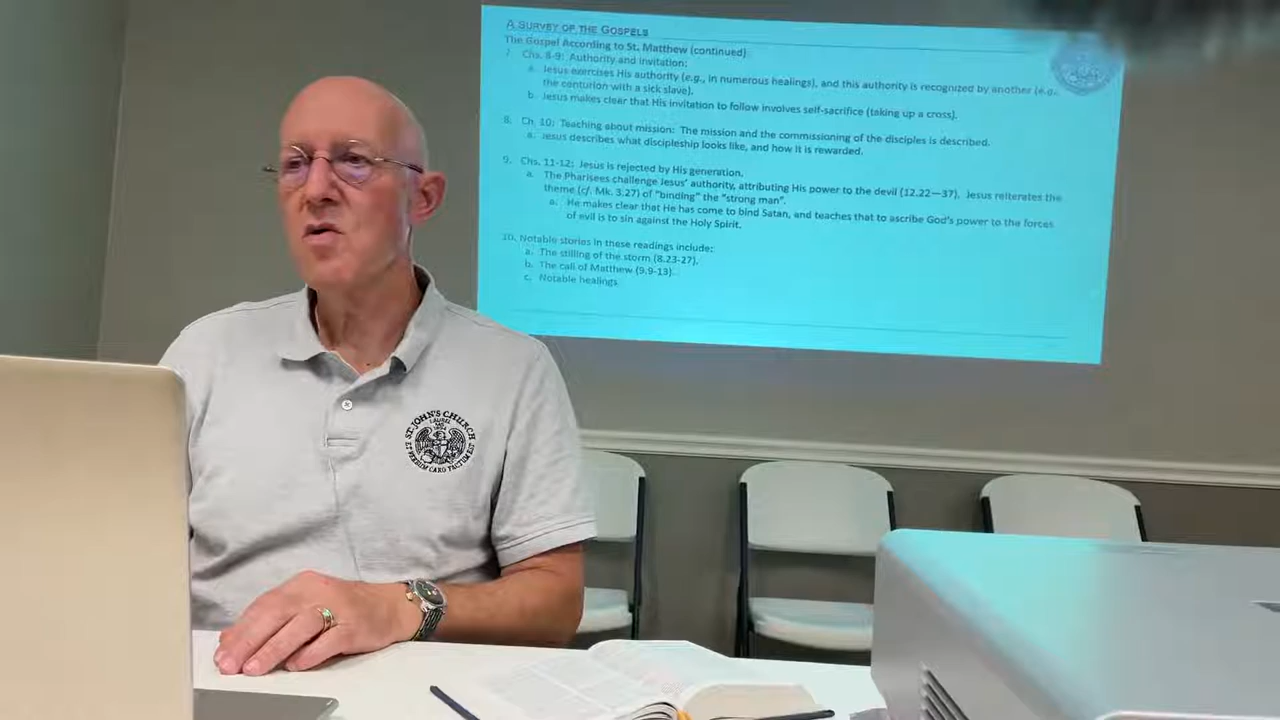 A SURVEY OF THE GOSPELS
The Gospel According to St. Matthew (continued)
7. Chs. 8-9: Authority and invitation:
a. Jesus exercises His authority (e.g., in numerous healings), and this authority is recognized by another (e.g.
the centurion with a sick slave).
b. Jesus makes clear that His invitation to follow involves self-sacrifice (taking up a cross).
8. Ch. 10: Teaching about mission: The mission and the commissioning of the disciples is described.
a. Jesus describes what discipleship looks like, and how it is rewarded.
9. Chs. 11-12: Jesus is rejected by His generation.
a. The Pharisees challenge Jesus' authority, attributing His power to the devil (12.22—37). Jesus reiterates the
theme (cf. Mk. 3.27) of "binding" the "strong man".
a. He makes clear that He has come to bind Satan, and teaches that to ascribe God's power to the forces
of evil is to sin against the Holy Spirit.
10. Notable stories in these readings include:
a. The stilling of the storm (8.23-27).
b. The call of Matthew (9.9-13).
c. Notable healings
ST. JOHN'S CHURCH
LAUREL
ET VERBUM CARO FACTUM EST